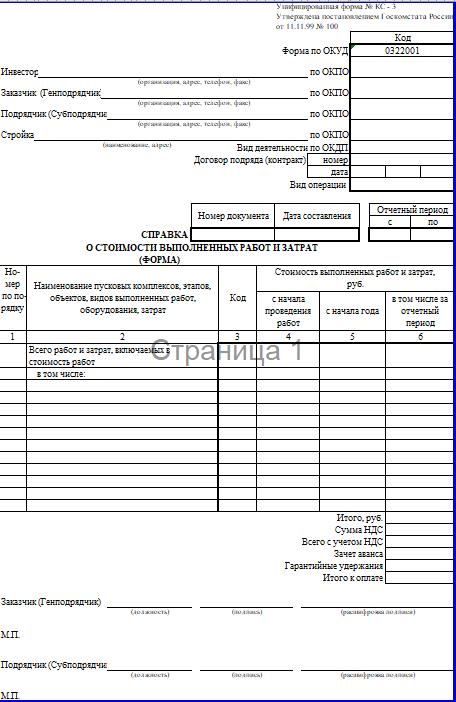 Унифицированная форма № КС - 3
Утверждена постановлением Госкомстата России
от 11.11.99 № 100
Код
Форма по ОКУД 0322001
Инвестор по ОКПО
(организация, адрес, телефон, факс)
Заказчик (Генподрядчик) по ОКПО
(организация, адрес, телефон, факс)
Подрядчик (Субподрядчи по ОКПО
(организация, адрес, телефон, факс)
Стройка по ОКПО
(наименование, адрес)
Вид деятельности по ОКДП
Договор подряда (контракт) номер
дата
Вид операции
Номер документа Дата составления Отчетный период
с по
СПРАВКА
О СТОИМОСТИ ВЫПОЛНЕННЫХ РАБОТ И ЗАТРАТ
(ФОРМА)
Но-
мер
по по-
рядку
Наименование пусковых комплексов, этапов,
объектов, видов выполненных работ,
оборудования, затрат
Код
Стоимость выполненных работ и затрат,
руб.
с начала
проведения
работ
с начала года
в том числе за
отчетный
период
1 2 3 4 5 6
Всего работ и затрат, включаемых в
стоимость работ
в том числе:
Страница 1
Итого, руб.
Сумма НДС
Всего с учетом НДС
Зачет аванса
Гарантийные удержания
Итого к оплате
Заказчик (Генподрядчик)
(должность) (подпись) (расшифровка подписи)
М.П.
Подрядчик (Субподрядчи
(должность) (подпись) (расшифровка подписи)
М.П.